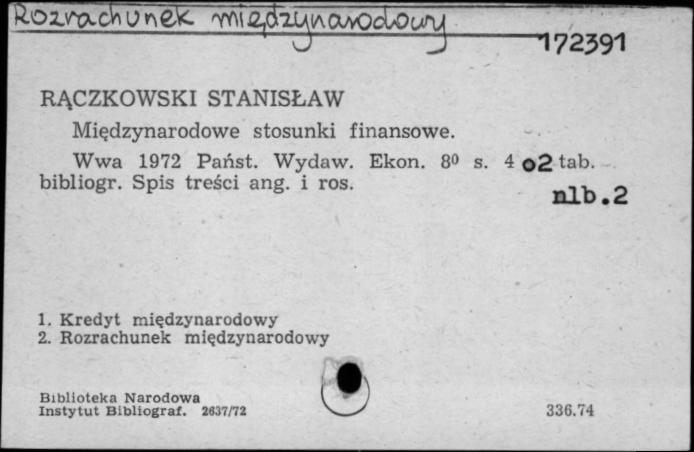 Rozrachunek międzynarodowy
172391
RĄCZKOWSKI STANISŁAW
Międzynarodowe stosunki finansowe.
Wwa 1972 Państ. Wydaw. Ekon. 8⁰ s. 4 02 tab.
bibliogr. Spis treści ang. i ros.
nlb.2
1. Kredyt międzynarodowy
2. Rozrachunek międzynarodowy
Biblioteka Narodowa
Instytut Bibliograf. 2637/72
336.74